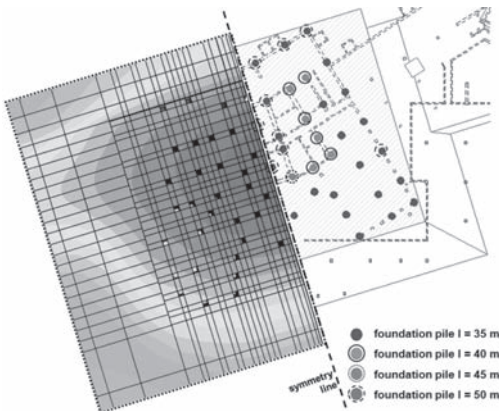 foundation pile l = 35 m
foundation pile l = 40 m
foundation pile l = 45 m
foundation pile l = 50 m
symmetry
line